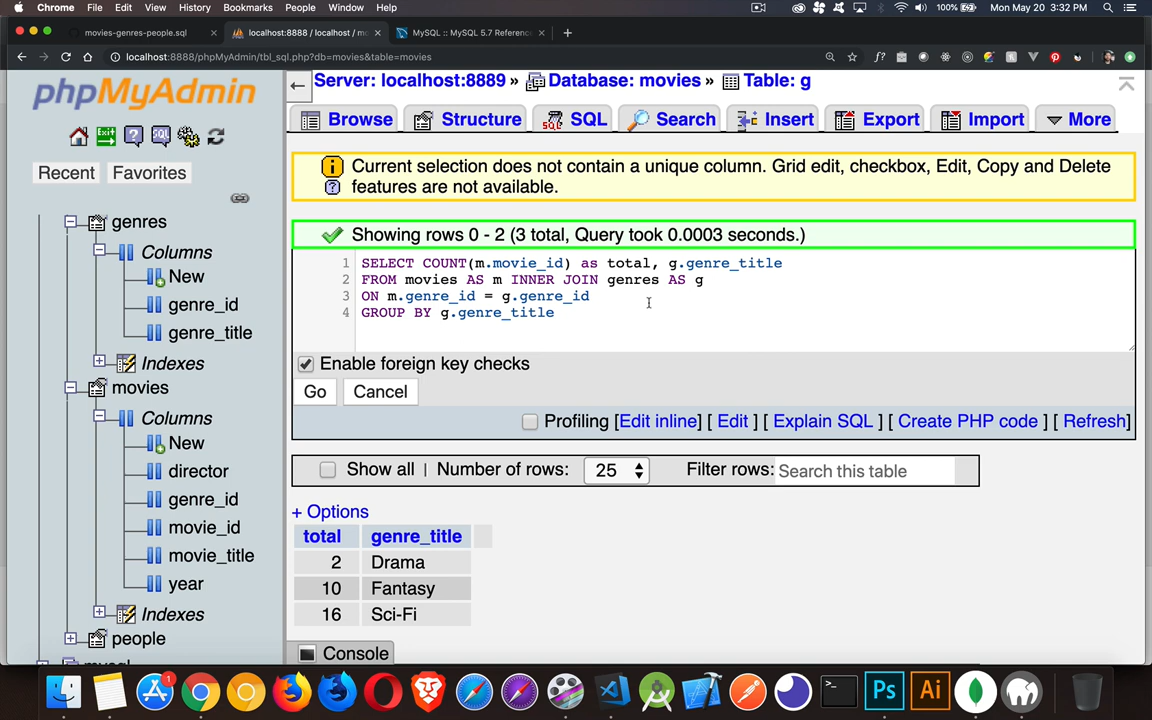 Chrome File Edit View History Bookmarks People Window Help 100% Mon May 20 3:32 PM
movies-genres-people.sql × localhost:8888 / localhost / mo × MySQL :: MySQL 5.7 Referenc × +
localhost:8888/phpMyAdmin/tbl_sql.php?db=movies&table=movies
phpMyAdmin
Recent Favorites
genres
Columns
New
genre_id
genre_title
Indexes
movies
Columns
New
director
genre_id
movie_id
movie_title
year
Indexes
people
Server: localhost:8889 » Database: movies » Table: g
Browse Structure SQL Search Insert Export Import More
Current selection does not contain a unique column. Grid edit, checkbox, Edit, Copy and Delete
features are not available.
Showing rows 0 - 2 (3 total, Query took 0.0003 seconds.)
1 SELECT COUNT(m.movie_id) as total, g.genre_title
2 FROM movies AS m INNER JOIN genres AS g
3 ON m.genre_id = g.genre_id
4 GROUP BY g.genre_title
Enable foreign key checks
Go Cancel
Profiling [Edit inline] [ Edit ] [ Explain SQL ] [ Create PHP code ] [ Refresh]
Show all | Number of rows: 25 Filter rows: Search this table
+ Options
total genre_title
2 Drama
10 Fantasy
16 Sci-Fi
Console
1
Ps Ai